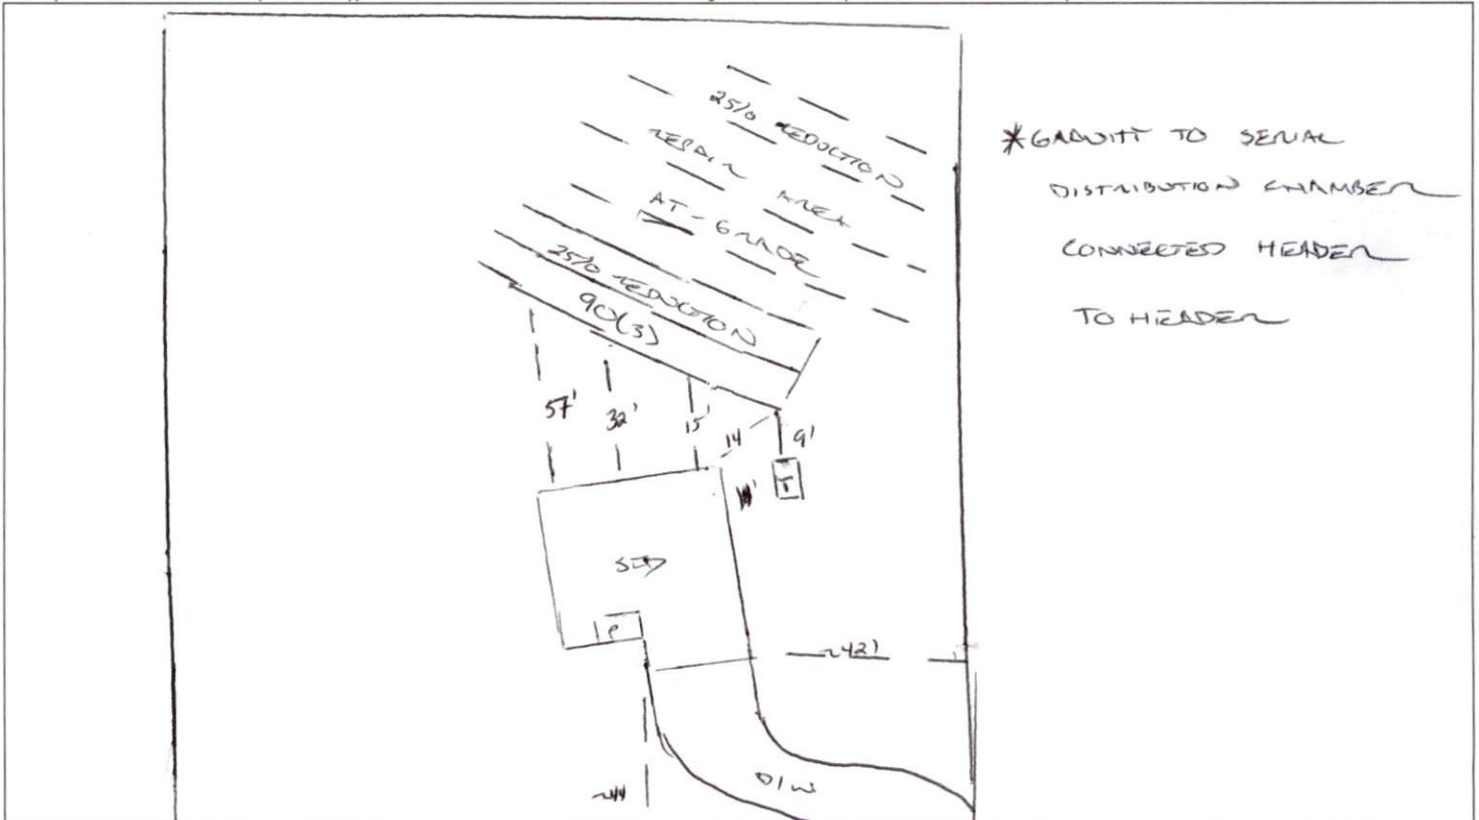 25% REDUCTION
REPAIR AREA
AT-GRADE
25% REDUCTION
90(3)
*GRAVITY TO SERIAL
DISTRIBUTION CHAMBER
CONNECTED HEADER
TO HEADER
57'
32'
15'
14
9'
T
SFD
P
~42'
~44
D/W